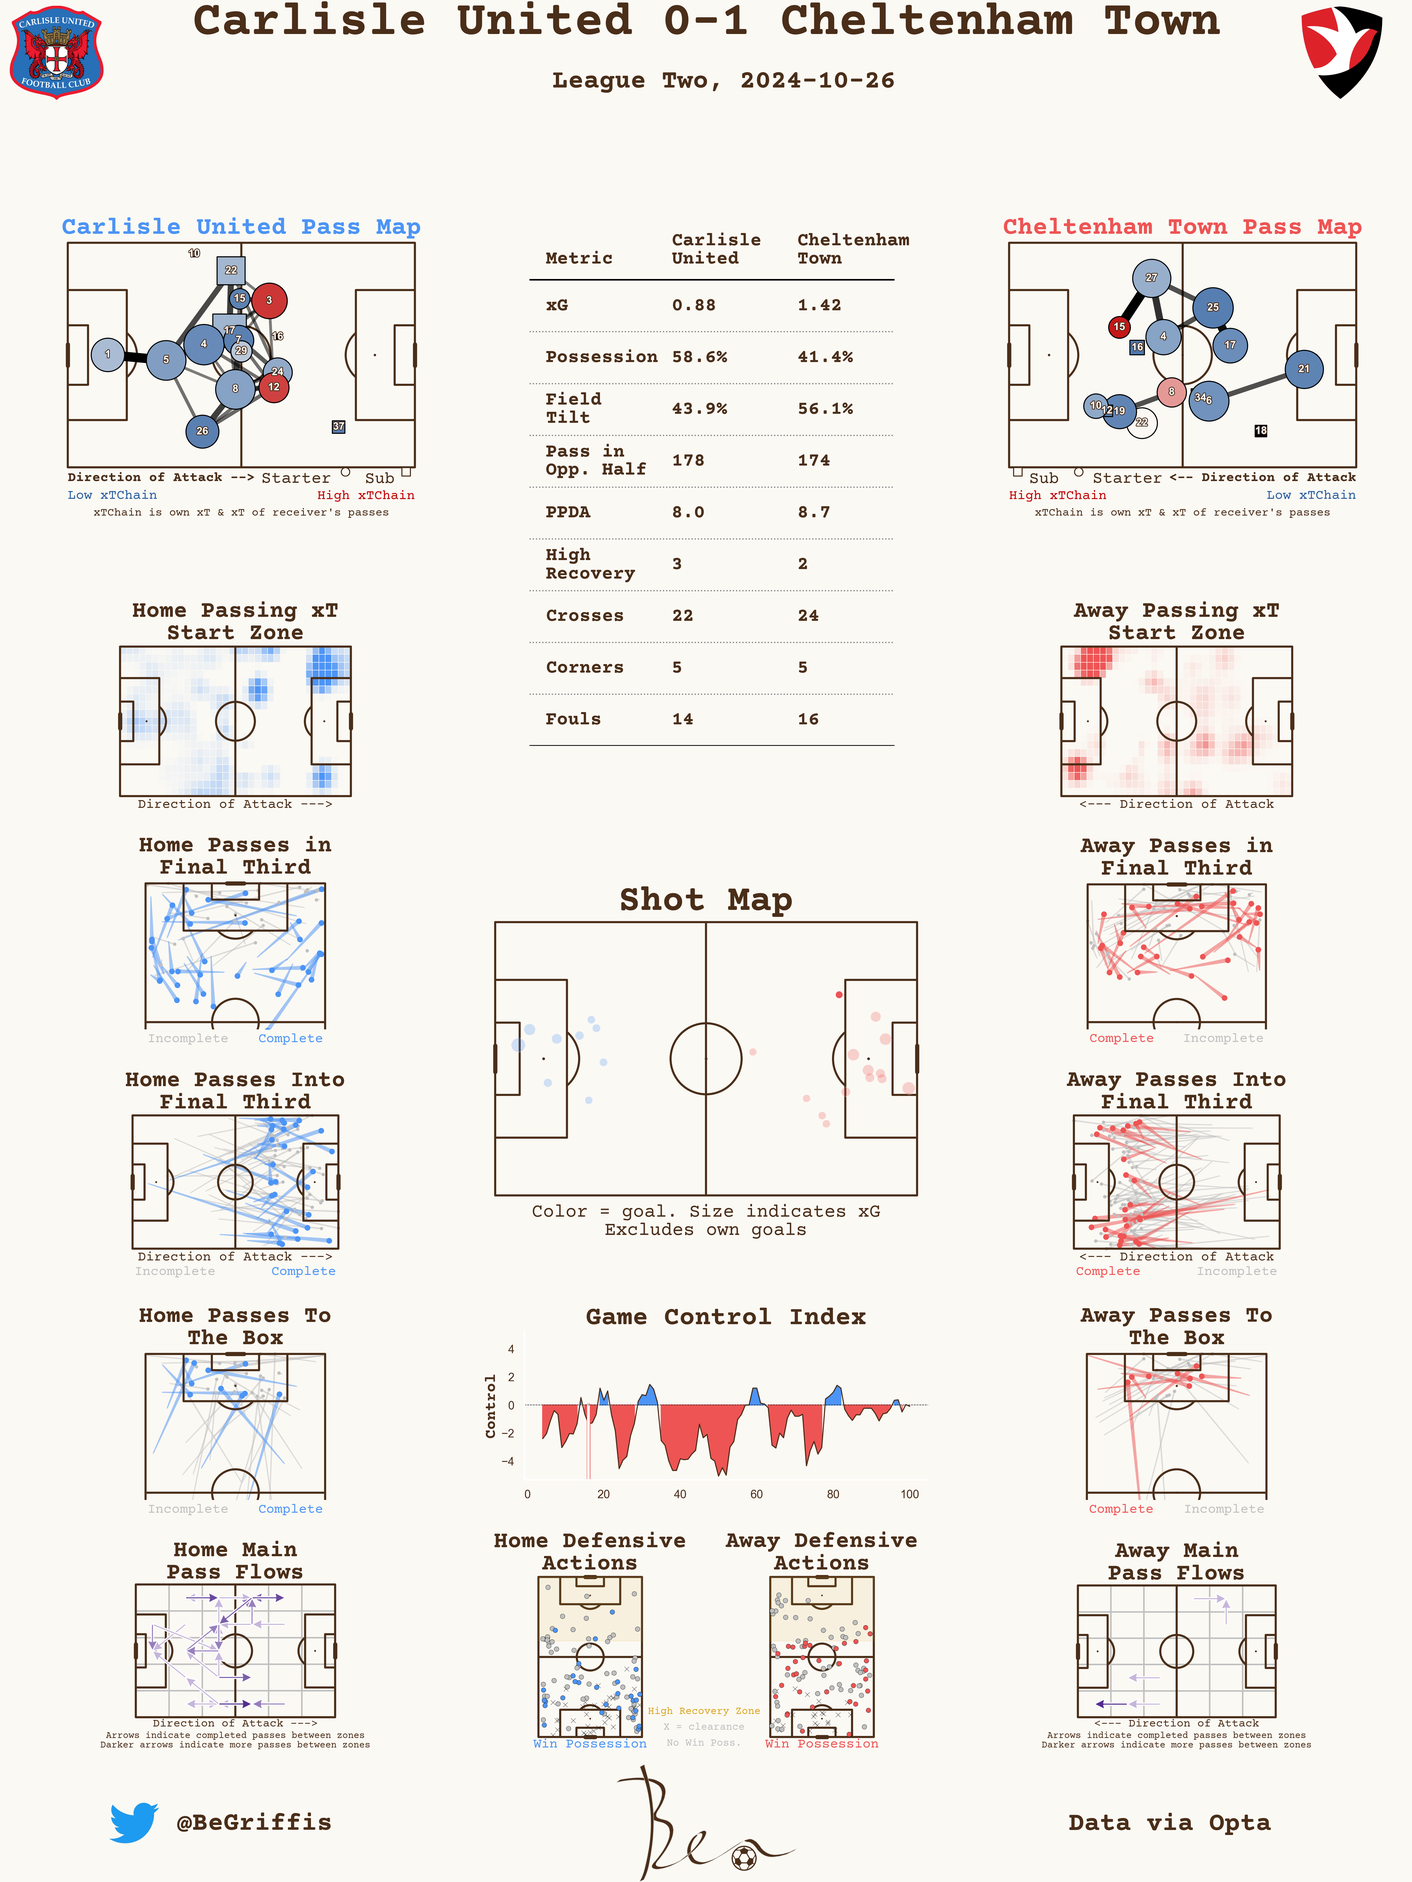 Carlisle United 0-1 Cheltenham Town
CARLISLE UNITED
FOOTBALL CLUB
League Two, 2024-10-26
Carlisle United Pass Map
10
22
15
3
17
16
4
7
29
1
5
24
8
12
26
37
Direction of Attack --> Starter Sub
Low xTChain High xTChain
xTChain is own xT & xT of receiver's passes
Metric Carlisle United Cheltenham Town
xG 0.88 1.42
Possession 58.6% 41.4%
Field Tilt 43.9% 56.1%
Pass in Opp. Half 178 174
PPDA 8.0 8.7
High Recovery 3 2
Crosses 22 24
Corners 5 5
Fouls 14 16
Cheltenham Town Pass Map
27
25
15
4
16
17
21
8
34
6
10
12
19
22
18
Sub Starter <-- Direction of Attack
High xTChain Low xTChain
xTChain is own xT & xT of receiver's passes
Home Passing xT
Start Zone
Direction of Attack --->
Away Passing xT
Start Zone
<--- Direction of Attack
Home Passes in
Final Third
Incomplete Complete
Away Passes in
Final Third
Complete Incomplete
Shot Map
Color = goal. Size indicates xG
Excludes own goals
Home Passes Into
Final Third
Direction of Attack --->
Incomplete Complete
Away Passes Into
Final Third
<--- Direction of Attack
Complete Incomplete
Home Passes To
The Box
Incomplete Complete
Game Control Index
Control
4
2
0
−2
−4
0 20 40 60 80 100
Away Passes To
The Box
Complete Incomplete
Home Main
Pass Flows
Direction of Attack --->
Arrows indicate completed passes between zones
Darker arrows indicate more passes between zones
Home Defensive
Actions
Win Possession
Away Defensive
Actions
Win Possession
High Recovery Zone
X = clearance
No Win Poss.
Away Main
Pass Flows
<--- Direction of Attack
Arrows indicate completed passes between zones
Darker arrows indicate more passes between zones
@BeGriffis
Ben
Data via Opta